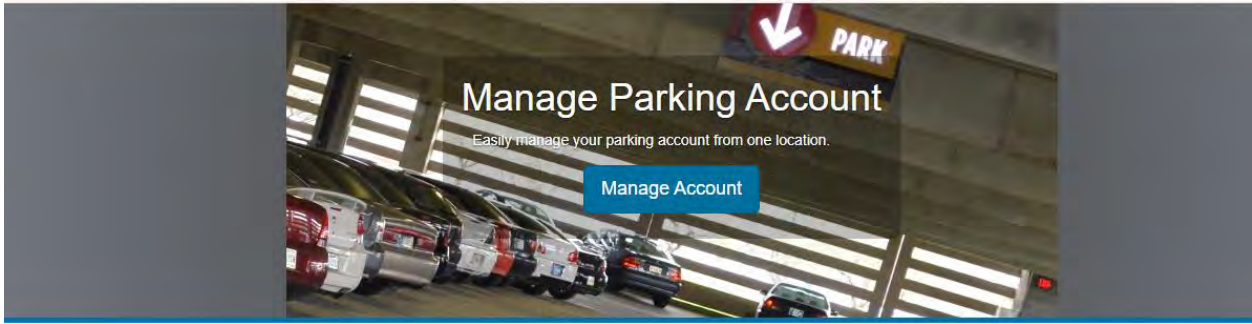 PARK
Manage Parking Account
Easily manage your parking account from one location.
Manage Account